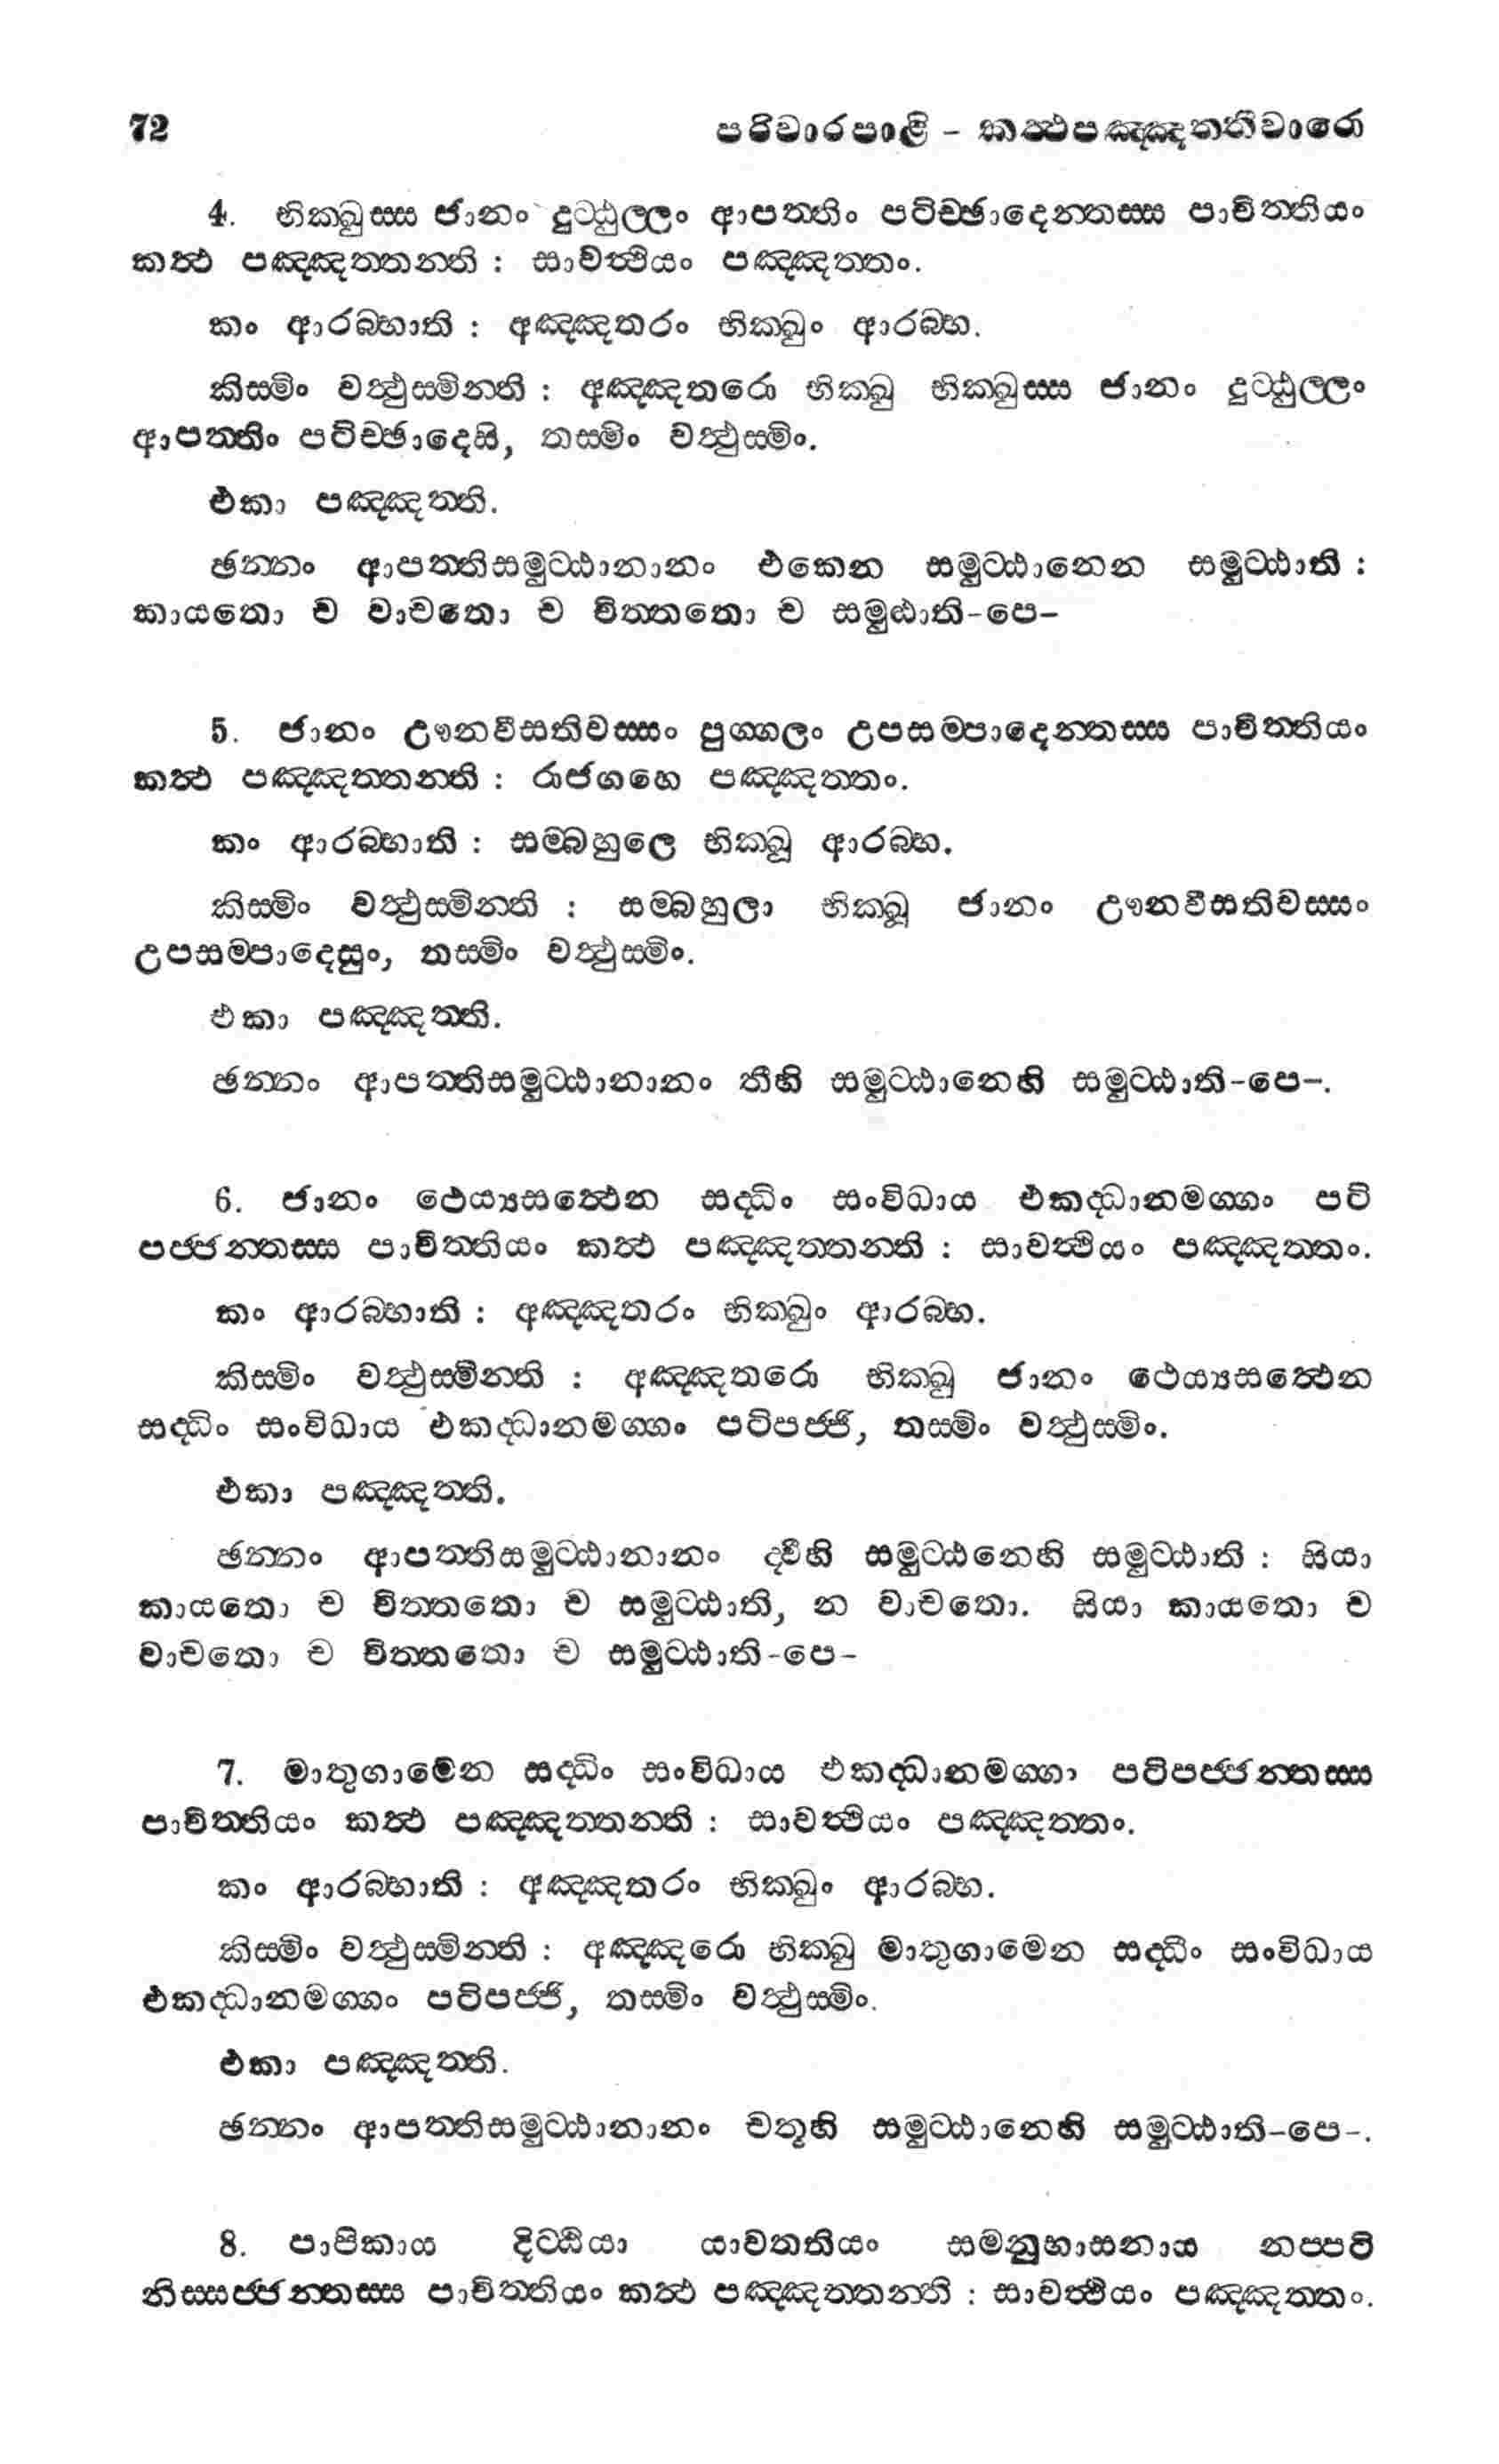 72 පරිවාරපාළි - කත්‍ථපඤ්ඤතතිවාරො
4. භික්ඛුස්ස ජානං දුට්ඨුල්ලං ආපත්තිං පටිච්ඡාදෙන්තස්ස පාචිත්තියං
කත්‍ථ පඤ්ඤත්තන්ති : සාවත්‍ථියං පඤ්ඤත්තං.
කං ආරබ්භාති : අඤ්ඤතරං භික්ඛුං ආරබ්භ.
කිස්මිං වත්‍ථුස්මින්ති : අඤ්ඤතරො භික්ඛු භික්ඛුස්ස ජානං දුට්ඨුල්ලං
ආපත්තිං පටිච්ඡාදෙසි, තස්මිං වත්‍ථුස්මිං.
එකා පඤ්ඤත්ති.
ඡන්නං ආපත්තිසමුට්ඨානානං එකෙන සමුට්ඨානෙන සමුට්ඨාති :
කායතො ච වාචතො ච චිත්තතො ච සමුඨාති-පෙ-
5. ජානං ඌනවීසතිවස්සං පුග්ගලං උපසම්පාදෙන්තස්ස පාචිත්තියං
කත්‍ථ පඤ්ඤත්තන්ති : රාජගහෙ පඤ්ඤත්තං.
කං ආරබ්භාති : සම්බහුලෙ භික්ඛූ ආරබ්භ.
කිස්මිං වත්‍ථුස්මින්ති : සම්බහුලා භික්ඛූ ජානං ඌනවීසතිවස්සං
උපසම්පාදෙසුං, තස්මිං වත්‍ථුස්මිං.
එකා පඤ්ඤත්ති.
ඡන්නං ආපත්තිසමුට්ඨානානං තීහි සමුට්ඨානෙහි සමුට්ඨාති-පෙ-.
6. ජානං ථෙය්‍යසත්‍ථෙන සද්ධිං සංවිධාය එකද්ධානමග්ගං පටි
පජ්ජන්තස්ස පාචිත්තියං කත්‍ථ පඤ්ඤත්තන්ති : සාවත්‍ථියං පඤ්ඤත්තං.
කං ආරබ්භාති : අඤ්ඤතරං භික්ඛුං ආරබ්භ.
කිස්මිං වත්‍ථුස්මින්ති : අඤ්ඤතරො භික්ඛු ජානං ථෙය්‍යසත්‍ථෙන
සද්ධිං සංවිධාය එකද්ධානමග්ගං පටිපජ්ජි, තස්මිං වත්‍ථුස්මිං.
එකා පඤ්ඤත්ති.
ඡන්නං ආපත්තිසමුට්ඨානානං ද්වීහි සමුට්ඨනෙහි සමුට්ඨාති : සියා
කායතො ච චිත්තතො ච සමුට්ඨාති, න වාචතො. සියා කායතො ච
වාචතො ච චිත්තතො ච සමුට්ඨාති-පෙ-
7. මාතුගාමෙන සද්ධිං සංවිධාය එකද්ධානමග්ගා පටිපජ්ජන්තස්ස
පාචිත්තියං කත්‍ථ පඤ්ඤත්තන්ති : සාවත්‍ථියං පඤ්ඤත්තං.
කං ආරබ්භාති : අඤ්ඤතරං භික්ඛුං ආරබ්භ.
කිස්මිං වත්‍ථුස්මින්ති : අඤ්ඤරො භික්ඛු මාතුගාමෙන සද්ධිං සංවිධාය
එකද්ධානමග්ගං පටිපජ්ජි, තස්මිං වත්‍ථුස්මිං.
එකා පඤ්ඤත්ති.
ඡන්නං ආපත්තිසමුට්ඨානානං චතූහි සමුට්ඨානෙහි සමුට්ඨාති-පෙ-.
8. පාපිකාය දිට්ඨියා යාවතතියං සමනුභාසනාය නප්පටි
නිස්සජ්ජන්තස්ස පාචිත්තියං කත්‍ථ පඤ්ඤත්තන්ති : සාවත්‍ථියං පඤ්ඤත්තං.